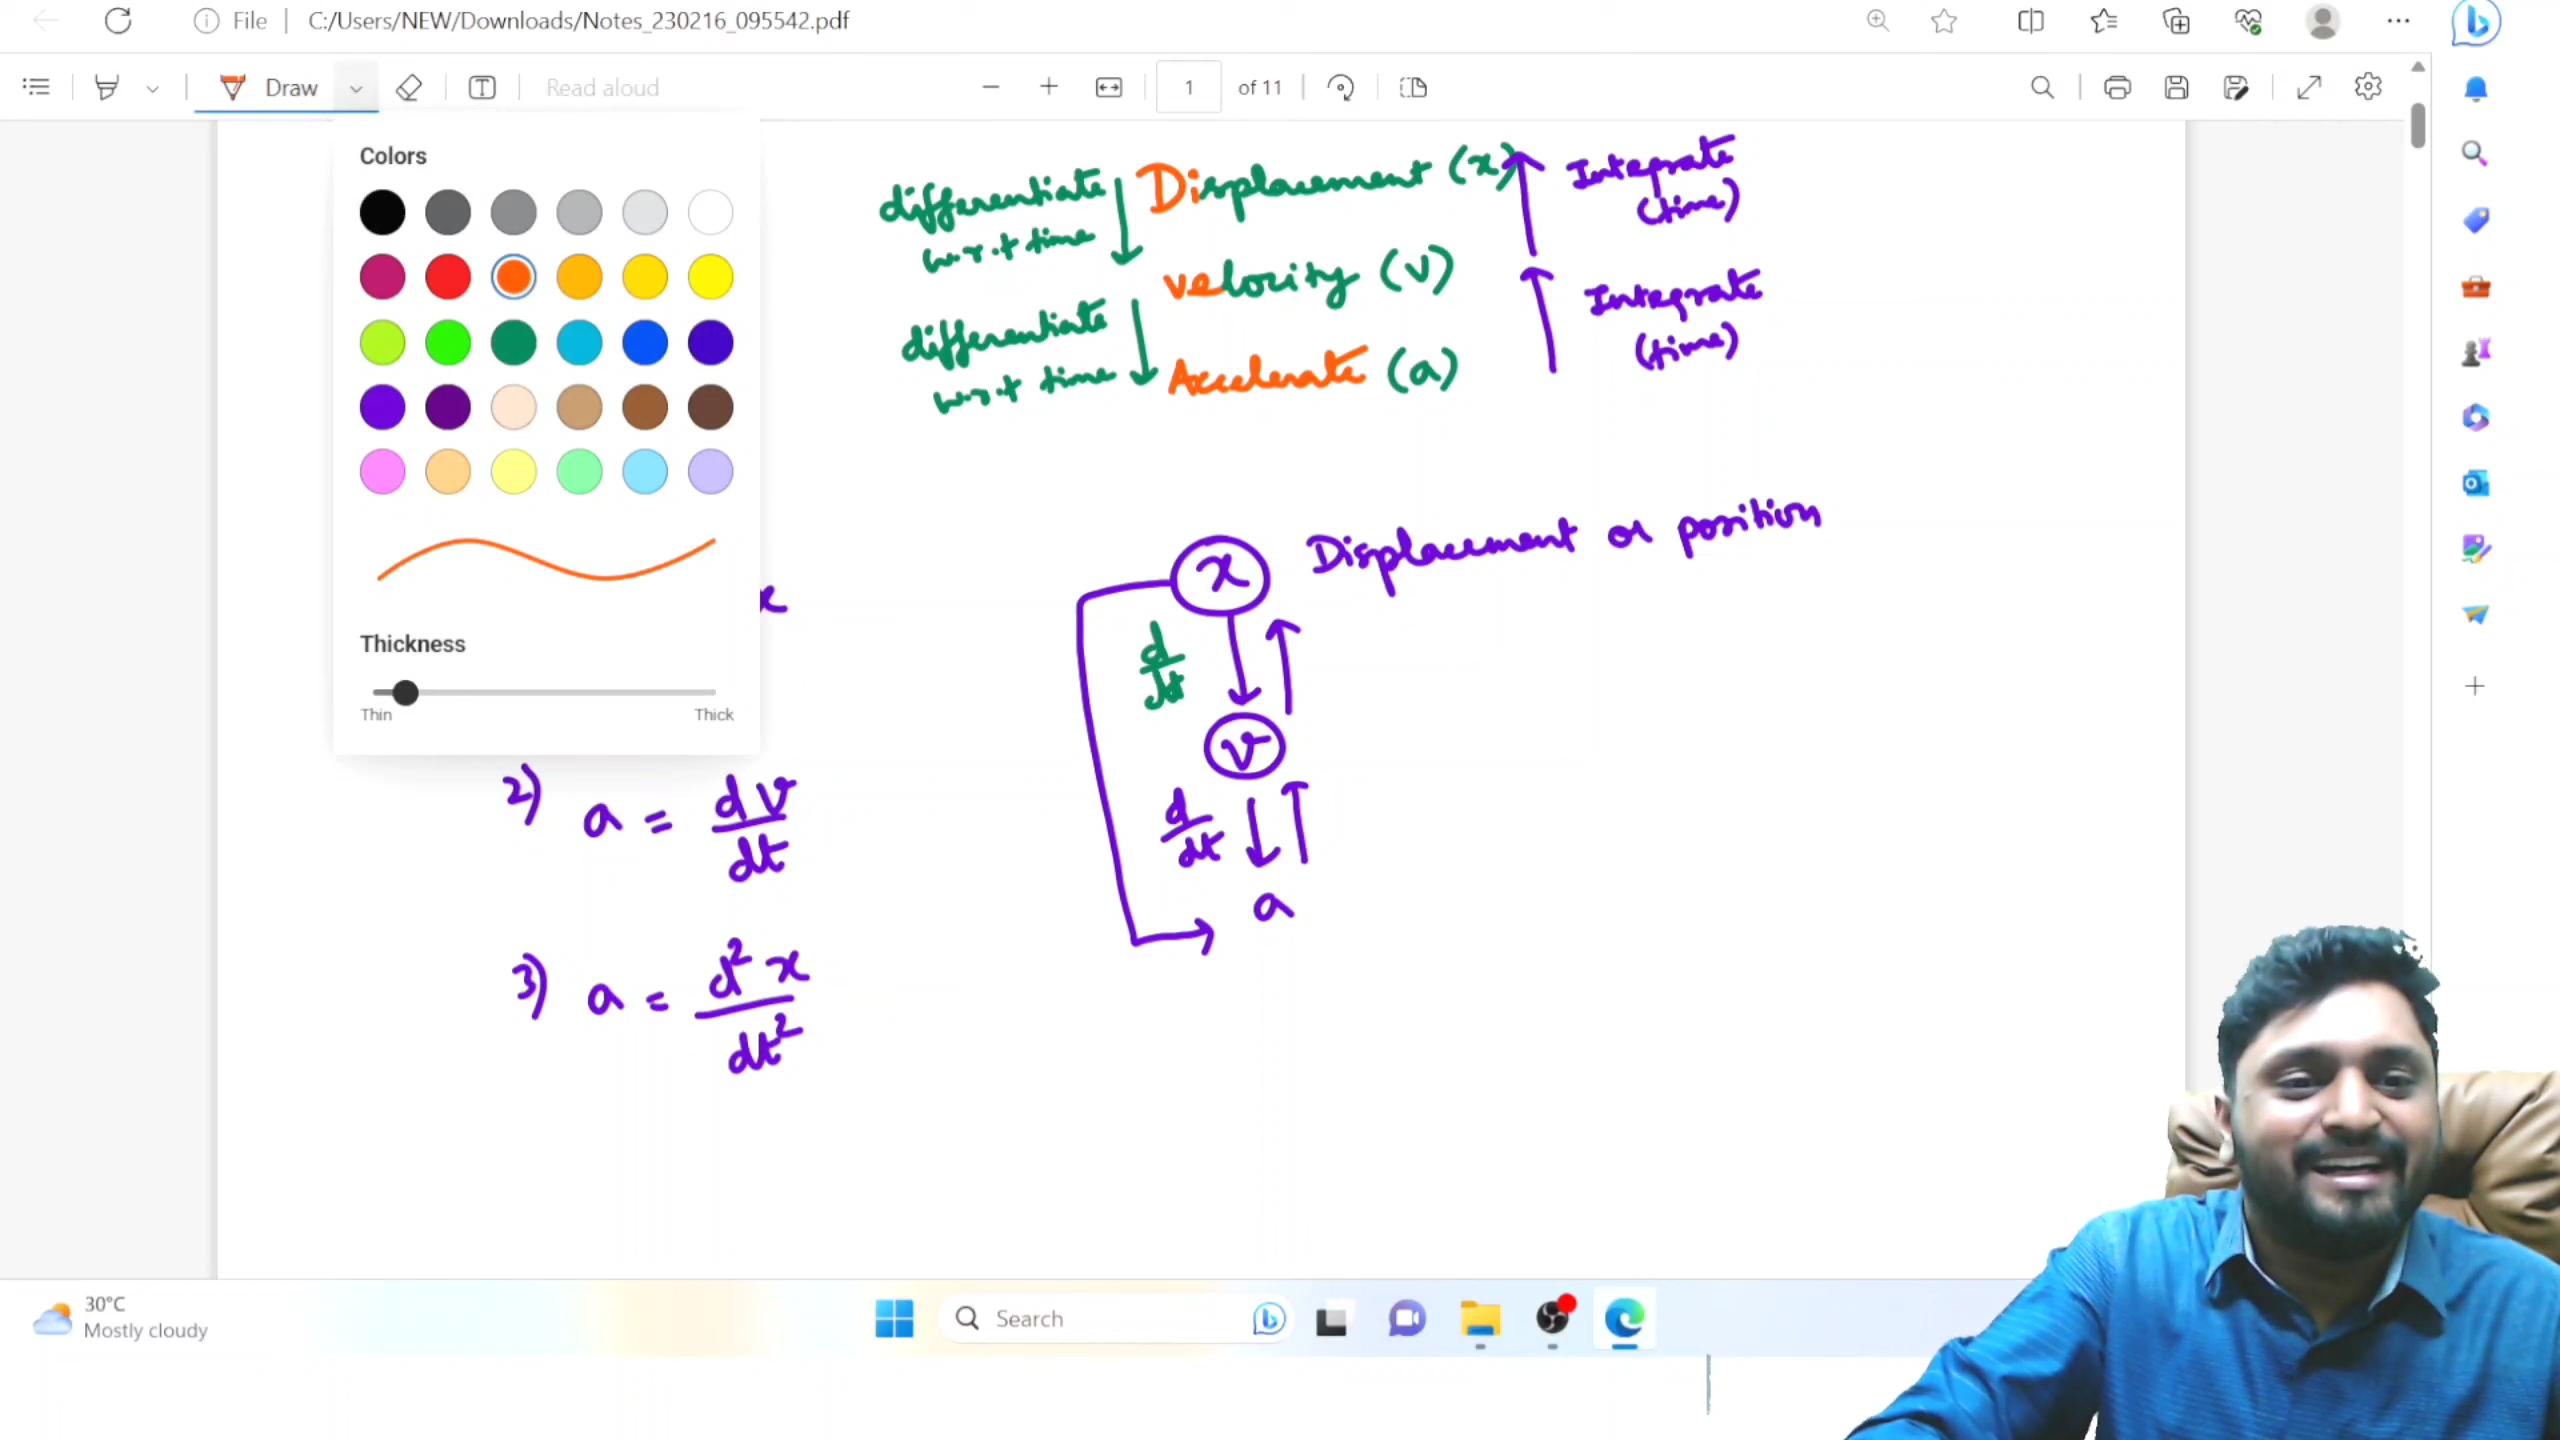 File | C:/Users/NEW/Downloads/Notes_230216_095542.pdf
Draw
Read aloud
1 of 11
Colors
Thickness
Thin Thick
differentiate
w.r.t time
Displacement (x)
Integrate
(time)
velocity (v)
differentiate
w.r.t time
Accelerate (a)
Integrate
(time)
x
x Displacement or position
d
dt
v
d
dt
a
2) a = dv
dt
3) a = d² x
dt²
30°C
Mostly cloudy
Search